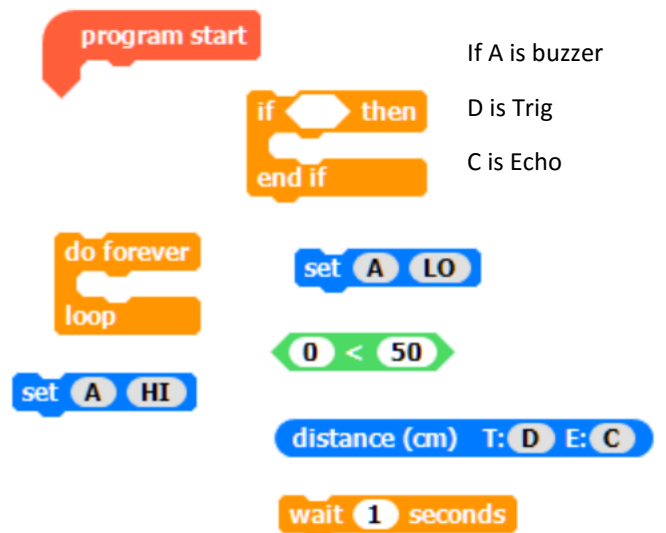 program start
If A is buzzer
if then
D is Trig
C is Echo
end if
do forever
loop
set A LO
0 < 50
set A HI
distance (cm) T: D E: C
wait 1 seconds